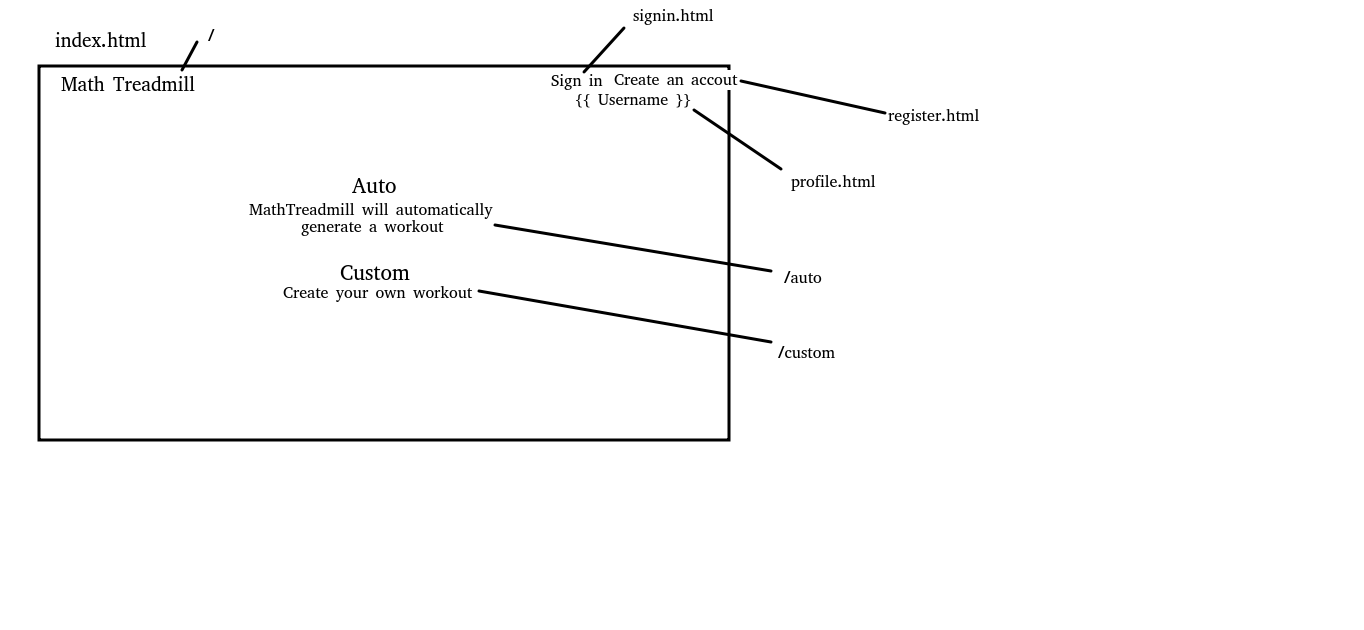 signin.html
index.html /
Math Treadmill
Sign in Create an accout
{{ Username }}
register.html
profile.html
Auto
MathTreadmill will automatically
generate a workout
/auto
Custom
Create your own workout
/custom